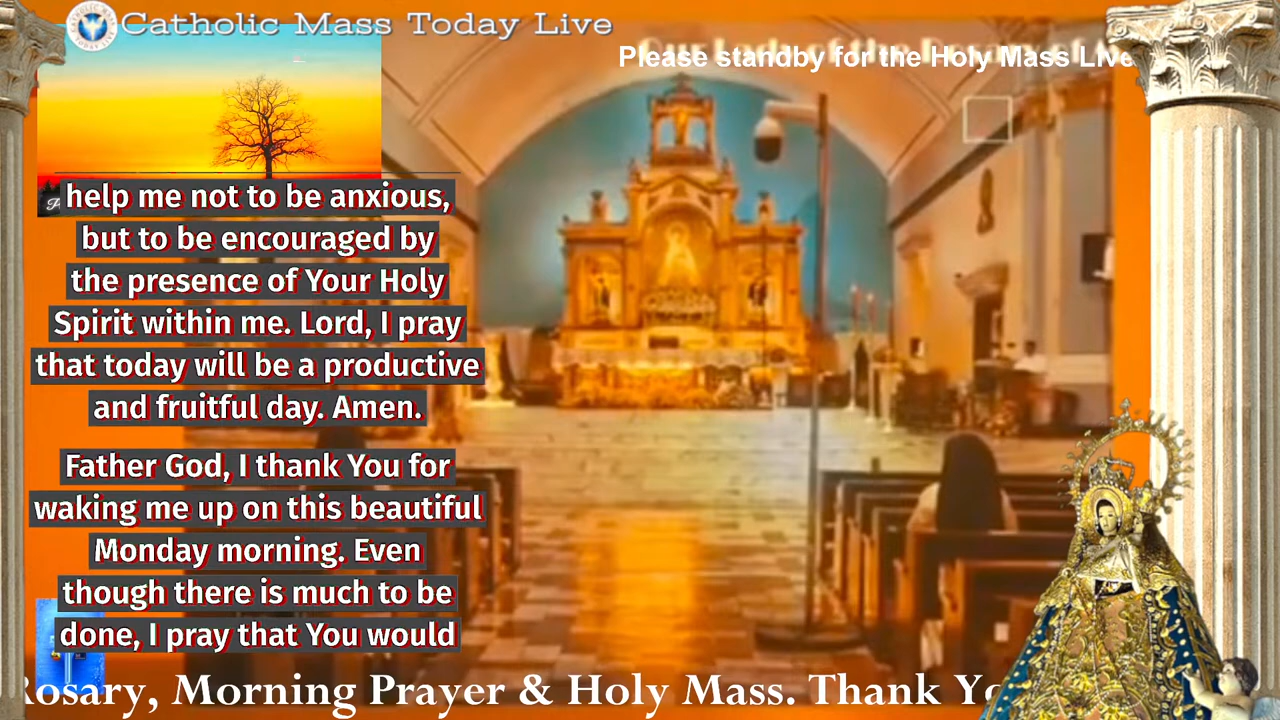 Catholic Mass Today Live
Please standby for the Holy Mass Live
help me not to be anxious,
but to be encouraged by
the presence of Your Holy
Spirit within me. Lord, I pray
that today will be a productive
and fruitful day. Amen.
Father God, I thank You for
waking me up on this beautiful
Monday morning. Even
though there is much to be
done, I pray that You would
Rosary, Morning Prayer & Holy Mass. Thank